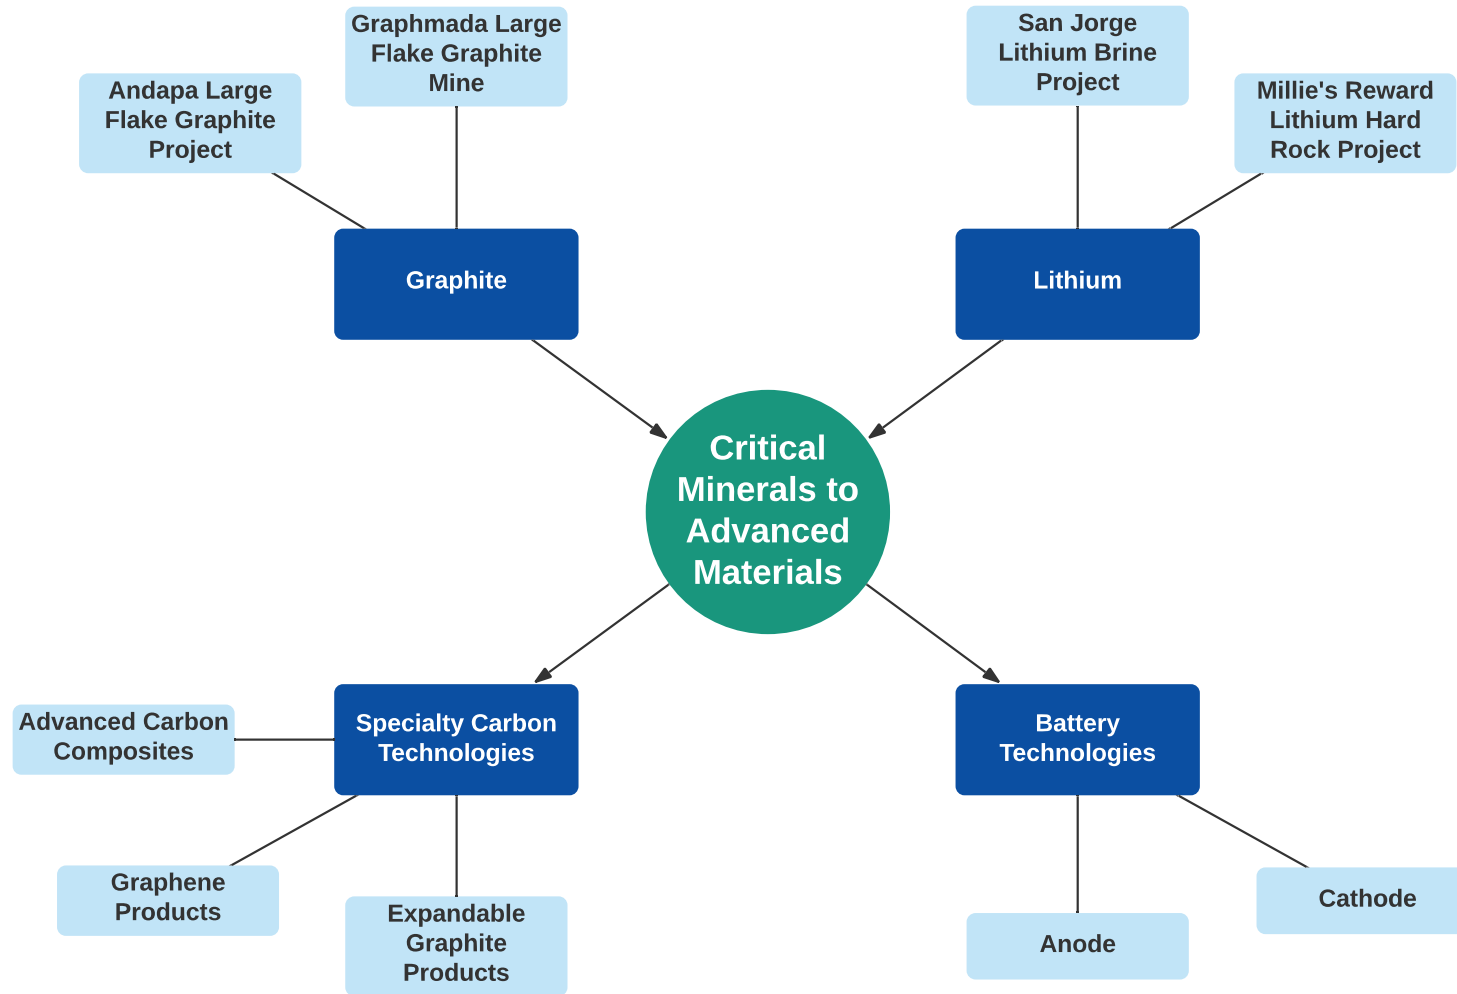 Graphmada Large
Flake Graphite
Mine
San Jorge
Lithium Brine
Project
Andapa Large
Flake Graphite
Project
Millie's Reward
Lithium Hard
Rock Project
Graphite
Lithium
Critical
Minerals to
Advanced
Materials
Specialty Carbon
Technologies
Battery
Technologies
Advanced Carbon
Composites
Graphene
Products
Expandable
Graphite
Products
Anode
Cathode